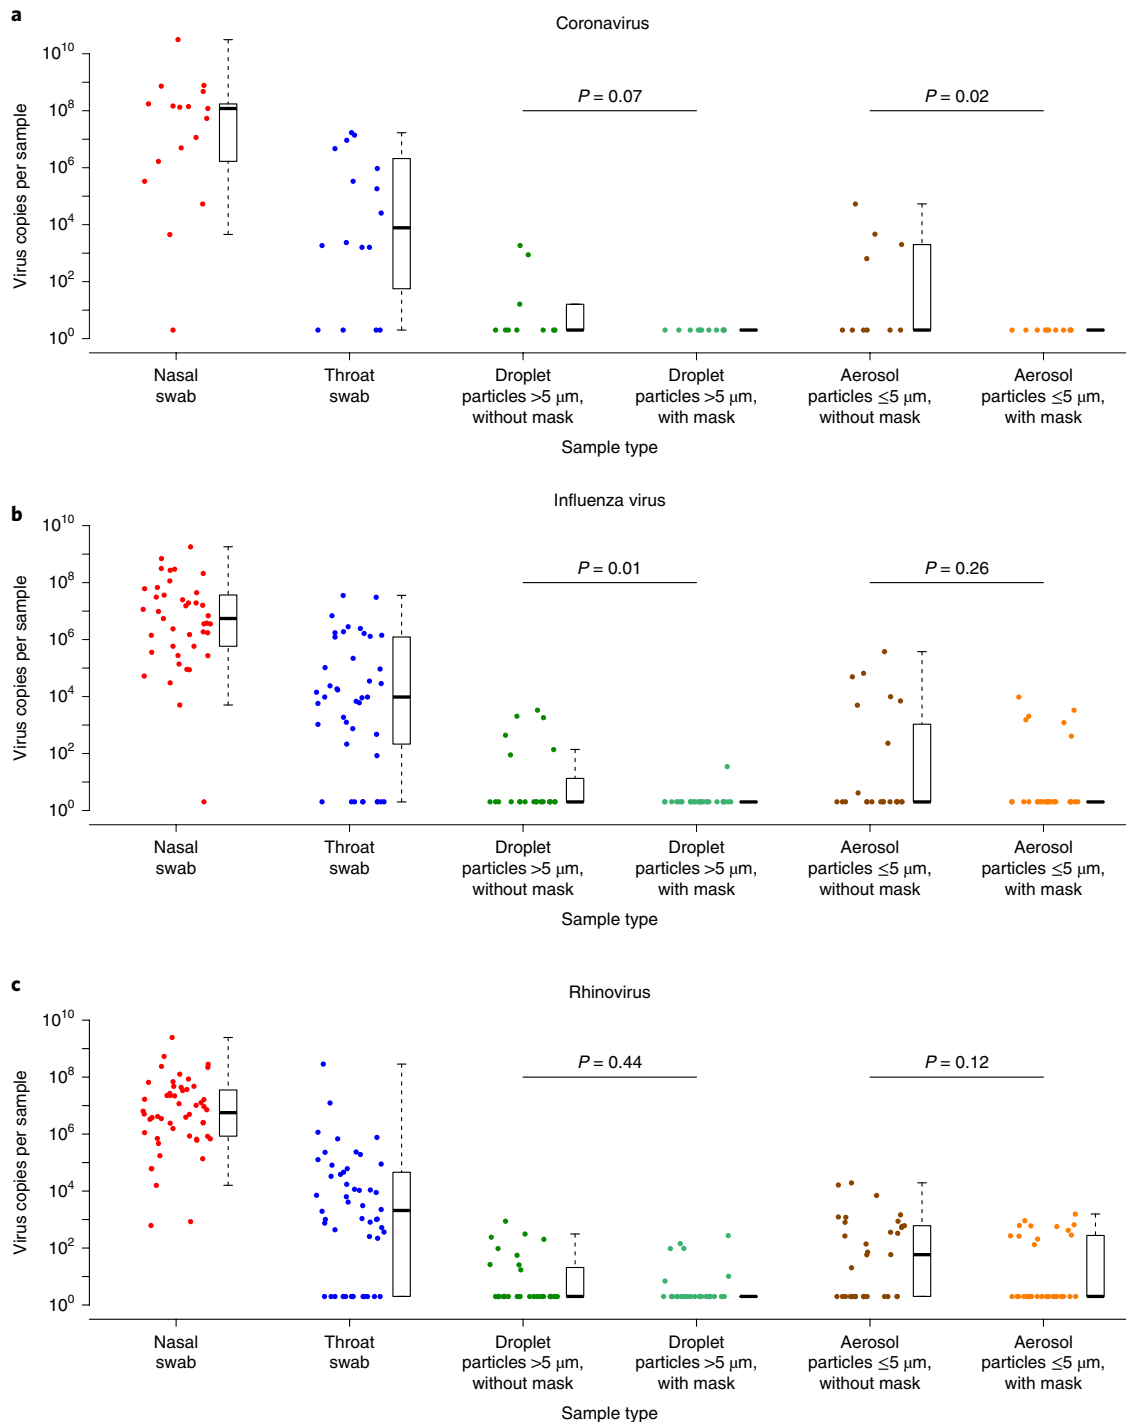 a
Coronavirus
Virus copies per sample
10^10
10^8
10^6
10^4
10^2
10^0
P = 0.07
P = 0.02
Nasal swab
Throat swab
Droplet particles >5 μm, without mask
Droplet particles >5 μm, with mask
Aerosol particles ≤5 μm, without mask
Aerosol particles ≤5 μm, with mask
Sample type
b
Influenza virus
Virus copies per sample
10^10
10^8
10^6
10^4
10^2
10^0
P = 0.01
P = 0.26
Nasal swab
Throat swab
Droplet particles >5 μm, without mask
Droplet particles >5 μm, with mask
Aerosol particles ≤5 μm, without mask
Aerosol particles ≤5 μm, with mask
Sample type
c
Rhinovirus
Virus copies per sample
10^10
10^8
10^6
10^4
10^2
10^0
P = 0.44
P = 0.12
Nasal swab
Throat swab
Droplet particles >5 μm, without mask
Droplet particles >5 μm, with mask
Aerosol particles ≤5 μm, without mask
Aerosol particles ≤5 μm, with mask
Sample type